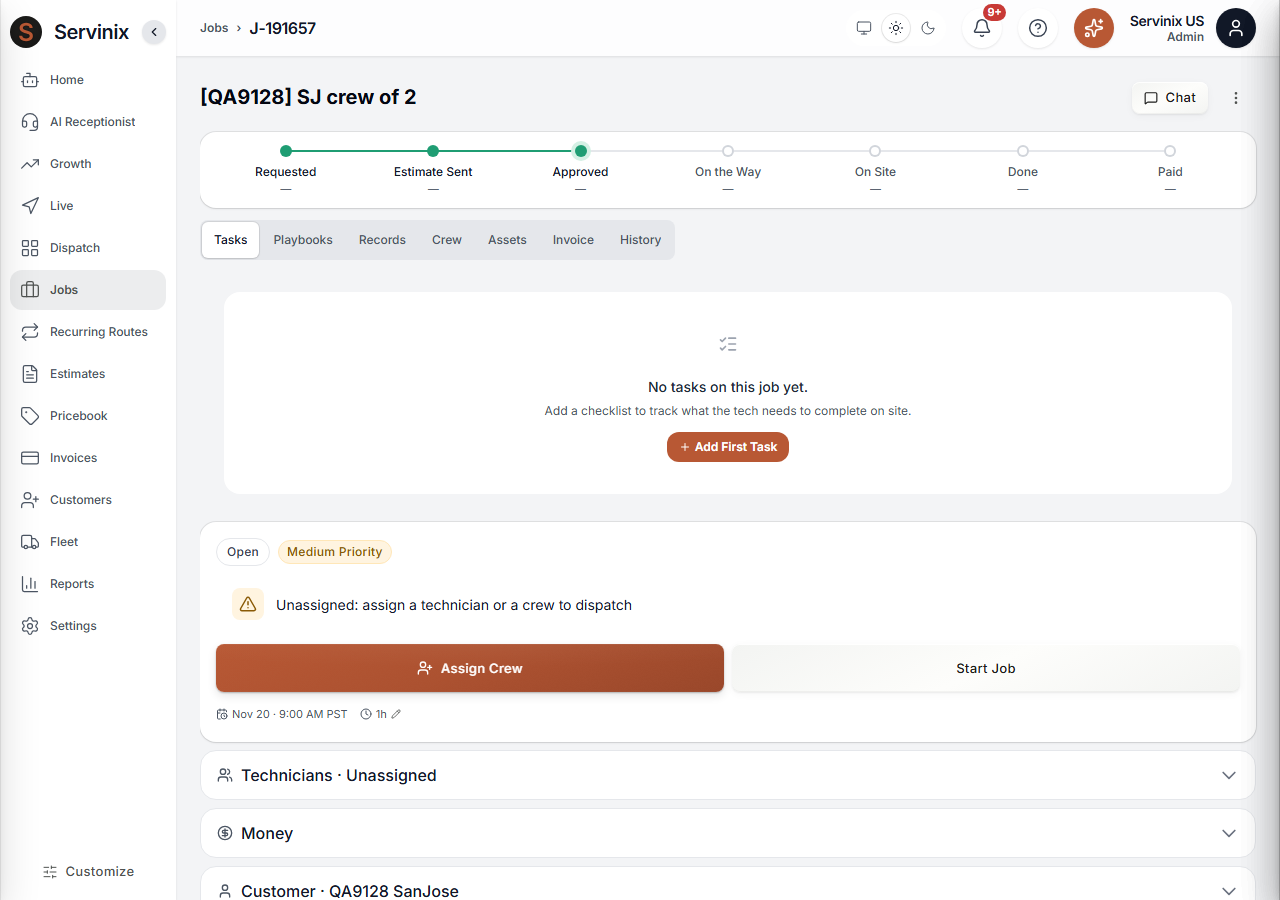 Servinix
Home
AI Receptionist
Growth
Live
Dispatch
Jobs
Recurring Routes
Estimates
Pricebook
Invoices
Customers
Fleet
Reports
Settings
Customize
Jobs › J-191657
9+
Servinix US
Admin
[QA9128] SJ crew of 2
Chat
Requested
Estimate Sent
Approved
On the Way
On Site
Done
Paid
— — — — — — —
Tasks
Playbooks
Records
Crew
Assets
Invoice
History
No tasks on this job yet.
Add a checklist to track what the tech needs to complete on site.
+ Add First Task
Open
Medium Priority
Unassigned: assign a technician or a crew to dispatch
Assign Crew
Start Job
Nov 20 · 9:00 AM PST
1h
Technicians · Unassigned
Money
Customer · QA9128 SanJose